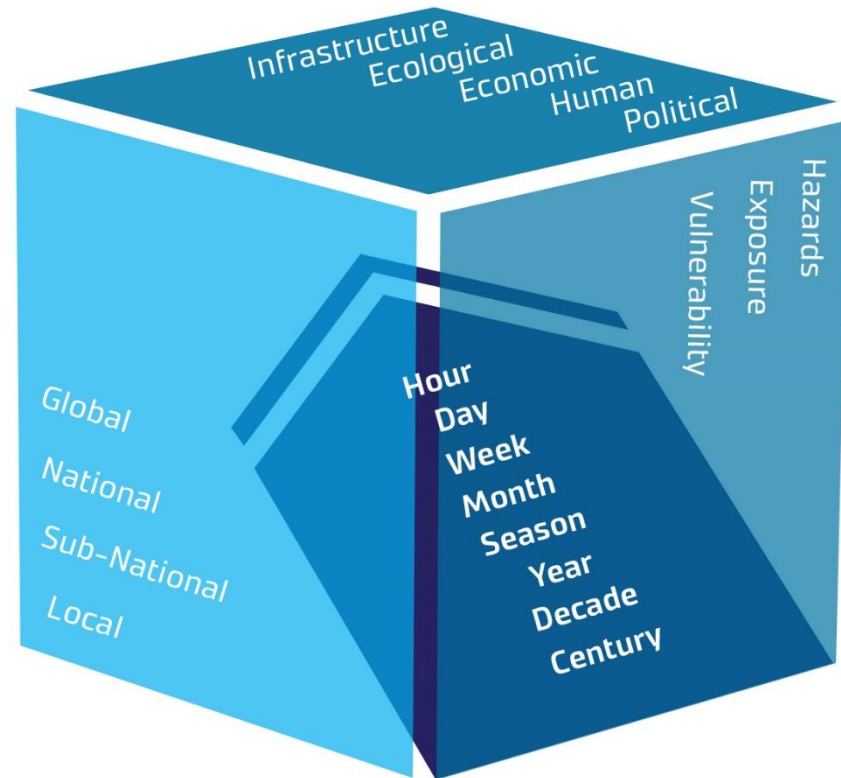 Infrastructure
Ecological
Economic
Human
Political
Hazards
Exposure
Vulnerability
Global
National
Sub-National
Local
Hour
Day
Week
Month
Season
Year
Decade
Century